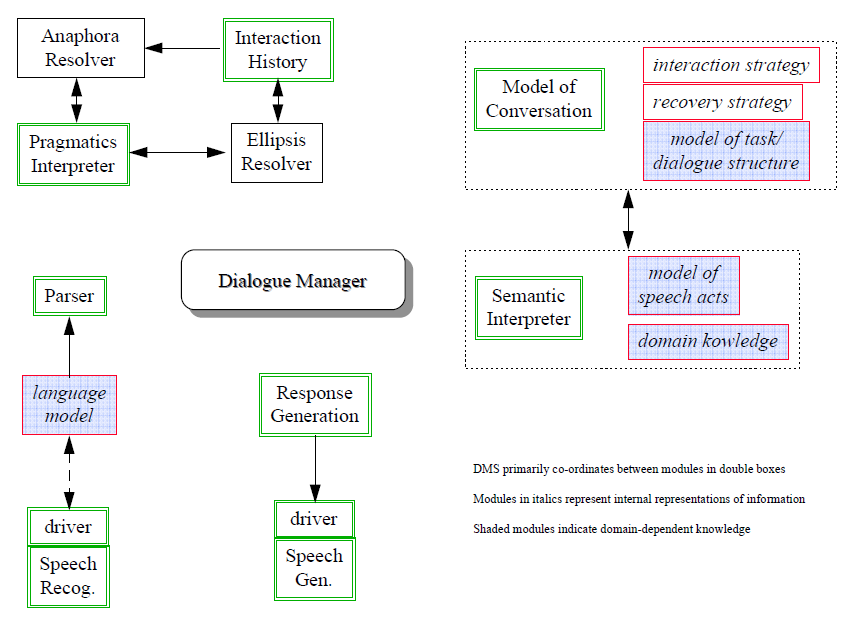 Anaphora
Resolver
Interaction
History
Pragmatics
Interpreter
Ellipsis
Resolver
Model of
Conversation
interaction strategy
recovery strategy
model of task/
dialogue structure
Dialogue Manager
Semantic
Interpreter
model of
speech acts
domain kowledge
Parser
language
model
driver
Speech
Recog.
Response
Generation
driver
Speech
Gen.
DMS primarily co-ordinates between modules in double boxes
Modules in italics represent internal representations of information
Shaded modules indicate domain-dependent knowledge